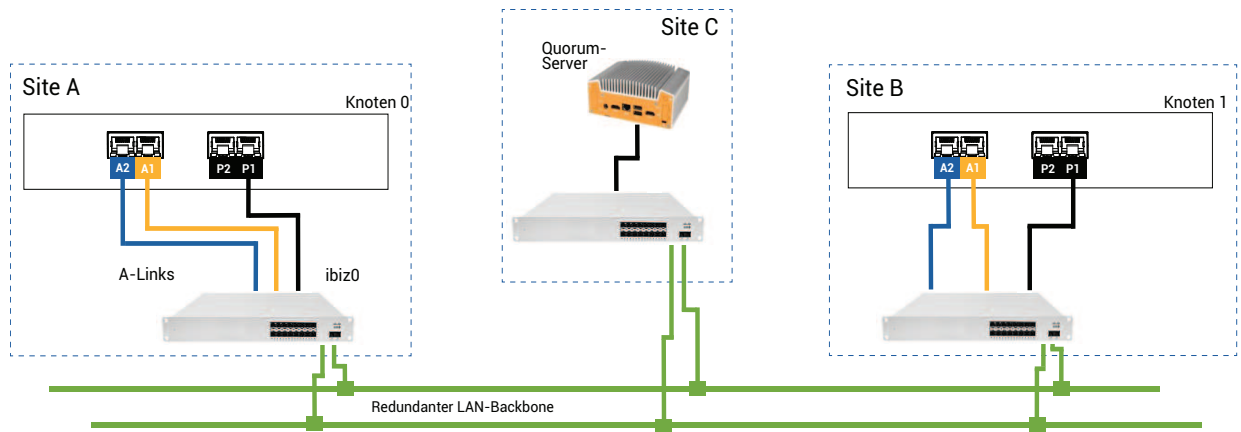 Site C
Quorum-
Server
Site A
Knoten 0
A2 A1 P2 P1
A-Links
ibiz0
Site B
Knoten 1
A2 A1 P2 P1
Redundanter LAN-Backbone